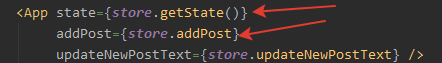 <App state={store.getState()}
addPost={store.addPost}
updateNewPostText={store.updateNewPostText} />